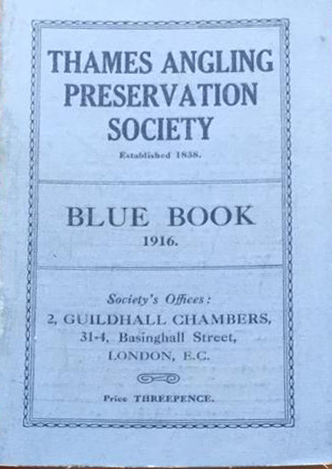 THAMES ANGLING
PRESERVATION
SOCIETY
Established 1838.
BLUE BOOK
1916.
Society's Offices:
2, GUILDHALL CHAMBERS,
31-4, Basinghall Street,
LONDON, E.C.
Price THREEPENCE.